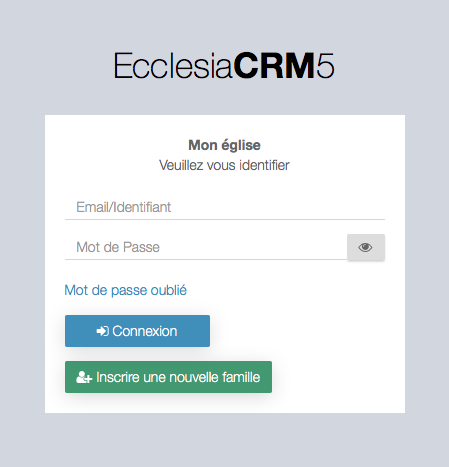 EcclesiaCRM5
Mon église
Veuillez vous identifier
Email/Identifiant
Mot de Passe
Mot de passe oublié
Connexion
Inscrire une nouvelle famille